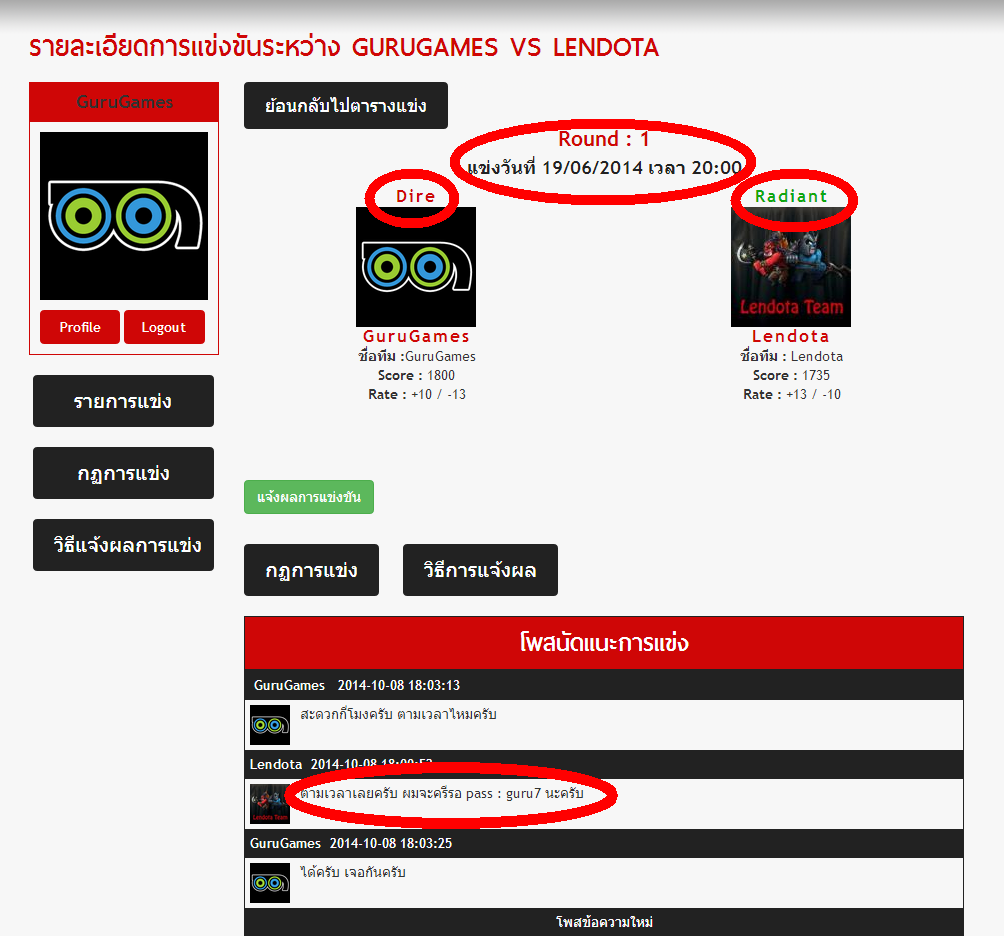 รายละเอียดการแข่งขันระหว่าง GURUGAMES VS LENDOTA
GuruGames
Profile
Logout
รายการแข่ง
กฏการแข่ง
วิธีแจ้งผลการแข่ง
ย้อนกลับไปตารางแข่ง
Round : 1
แข่งวันที่ 19/06/2014 เวลา 20:00
Dire
GuruGames
ชื่อทีม :GuruGames
Score : 1800
Rate : +10 / -13
Radiant
Lendota Team
Lendota
ชื่อทีม : Lendota
Score : 1735
Rate : +13 / -10
แจ้งผลการแข่งขัน
กฏการแข่ง
วิธีการแจ้งผล
โพสนัดแนะการแข่ง
GuruGames 2014-10-08 18:03:13
สะดวกกี่โมงครับ ตามเวลาไหมครับ
Lendota 2014-10-08
Lendota Team
ตามเวลาเลยครับ ผมจะครีรอ pass : guru7 นะครับ
GuruGames 2014-10-08 18:03:25
ได้ครับ เจอกันครับ
โพสข้อความใหม่